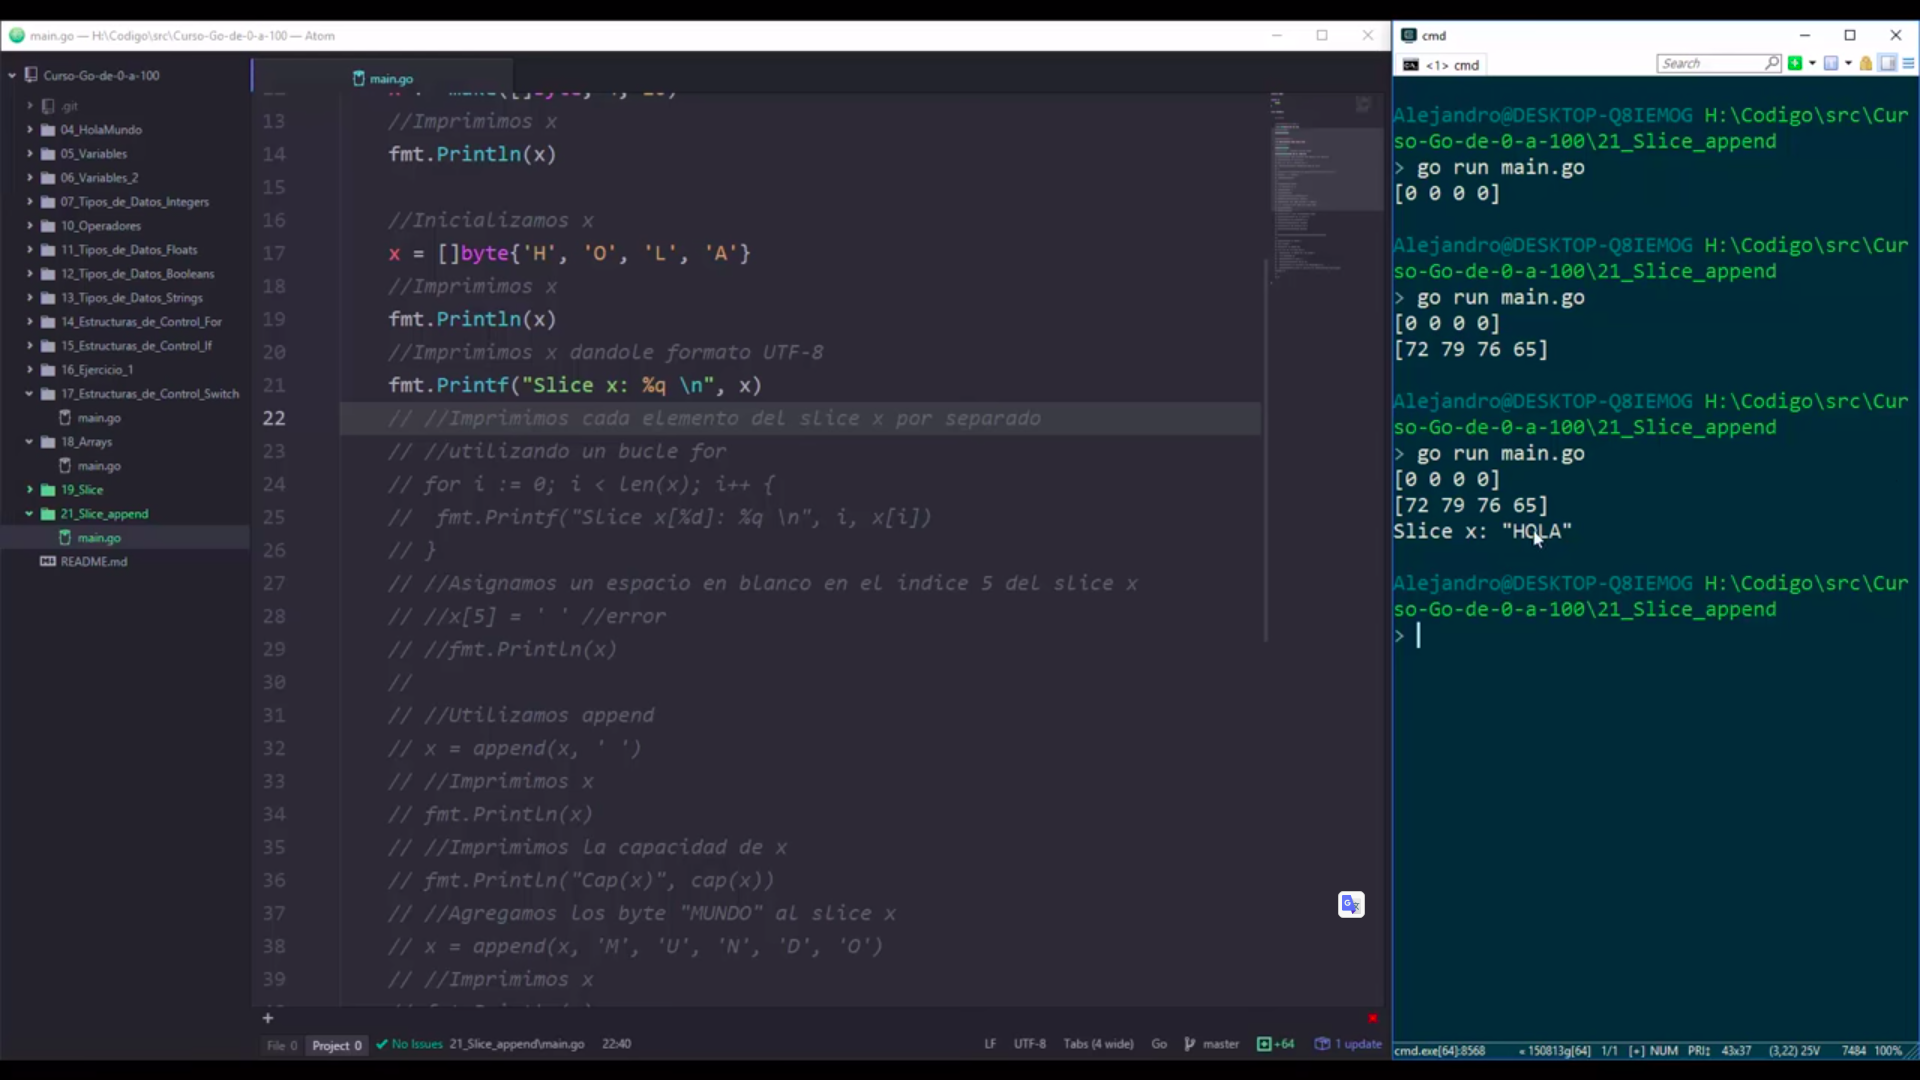 main.go — H:\Codigo\src\Curso-Go-de-0-a-100 — Atom
Curso-Go-de-0-a-100
.git
04_HolaMundo
05_Variables
06_Variables_2
07_Tipos_de_Datos_Integers
10_Operadores
11_Tipos_de_Datos_Floats
12_Tipos_de_Datos_Booleans
13_Tipos_de_Datos_Strings
14_Estructuras_de_Control_For
15_Estructuras_de_Control_If
16_Ejercicio_1
17_Estructuras_de_Control_Switch
main.go
18_Arrays
main.go
19_Slice
21_Slice_append
main.go
README.md
main.go
13 //Imprimimos x
14 fmt.Println(x)
15
16 //Inicializamos x
17 x = []byte{'H', 'O', 'L', 'A'}
18 //Imprimimos x
19 fmt.Println(x)
20 //Imprimimos x dandole formato UTF-8
21 fmt.Printf("Slice x: %q \n", x)
22 // //Imprimimos cada elemento del slice x por separado
23 // //utilizando un bucle for
24 // for i := 0; i < len(x); i++ {
25 // fmt.Printf("Slice x[%d]: %q \n", i, x[i])
26 // }
27 // //Asignamos un espacio en blanco en el indice 5 del slice x
28 // //x[5] = ' ' //error
29 // //fmt.Println(x)
30 //
31 // //Utilizamos append
32 // x = append(x, ' ')
33 // //Imprimimos x
34 // fmt.Println(x)
35 // //Imprimimos la capacidad de x
36 // fmt.Println("Cap(x)", cap(x))
37 // //Agregamos los byte "MUNDO" al slice x
38 // x = append(x, 'M', 'U', 'N', 'D', 'O')
39 // //Imprimimos x
+
File 0 Project 0 No Issues 21_Slice_append\main.go 22:40 LF UTF-8 Tabs (4 wide) Go master +64 1 update
cmd
<1> cmd Search
Alejandro@DESKTOP-Q8IEMOG H:\Codigo\src\Cur
so-Go-de-0-a-100\21_Slice_append
> go run main.go
[0 0 0 0]
Alejandro@DESKTOP-Q8IEMOG H:\Codigo\src\Cur
so-Go-de-0-a-100\21_Slice_append
> go run main.go
[0 0 0 0]
[72 79 76 65]
Alejandro@DESKTOP-Q8IEMOG H:\Codigo\src\Cur
so-Go-de-0-a-100\21_Slice_append
> go run main.go
[0 0 0 0]
[72 79 76 65]
Slice x: "HOLA"
Alejandro@DESKTOP-Q8IEMOG H:\Codigo\src\Cur
so-Go-de-0-a-100\21_Slice_append
>
cmd.exe[64]:8568 « 150813g[64] 1/1 [+] NUM PRI‡ 43x37 (3,22) 25V 7484 100%